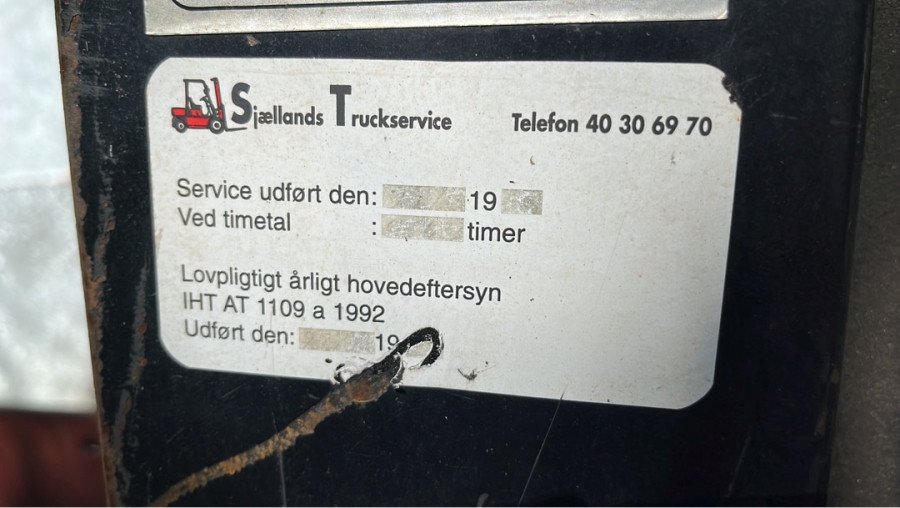 Sjællands Truckservice Telefon 40 30 69 70
Service udført den: 19
Ved timetal : timer
Lovpligtigt årligt hovedeftersyn
IHT AT 1109 a 1992
Udført den: 19